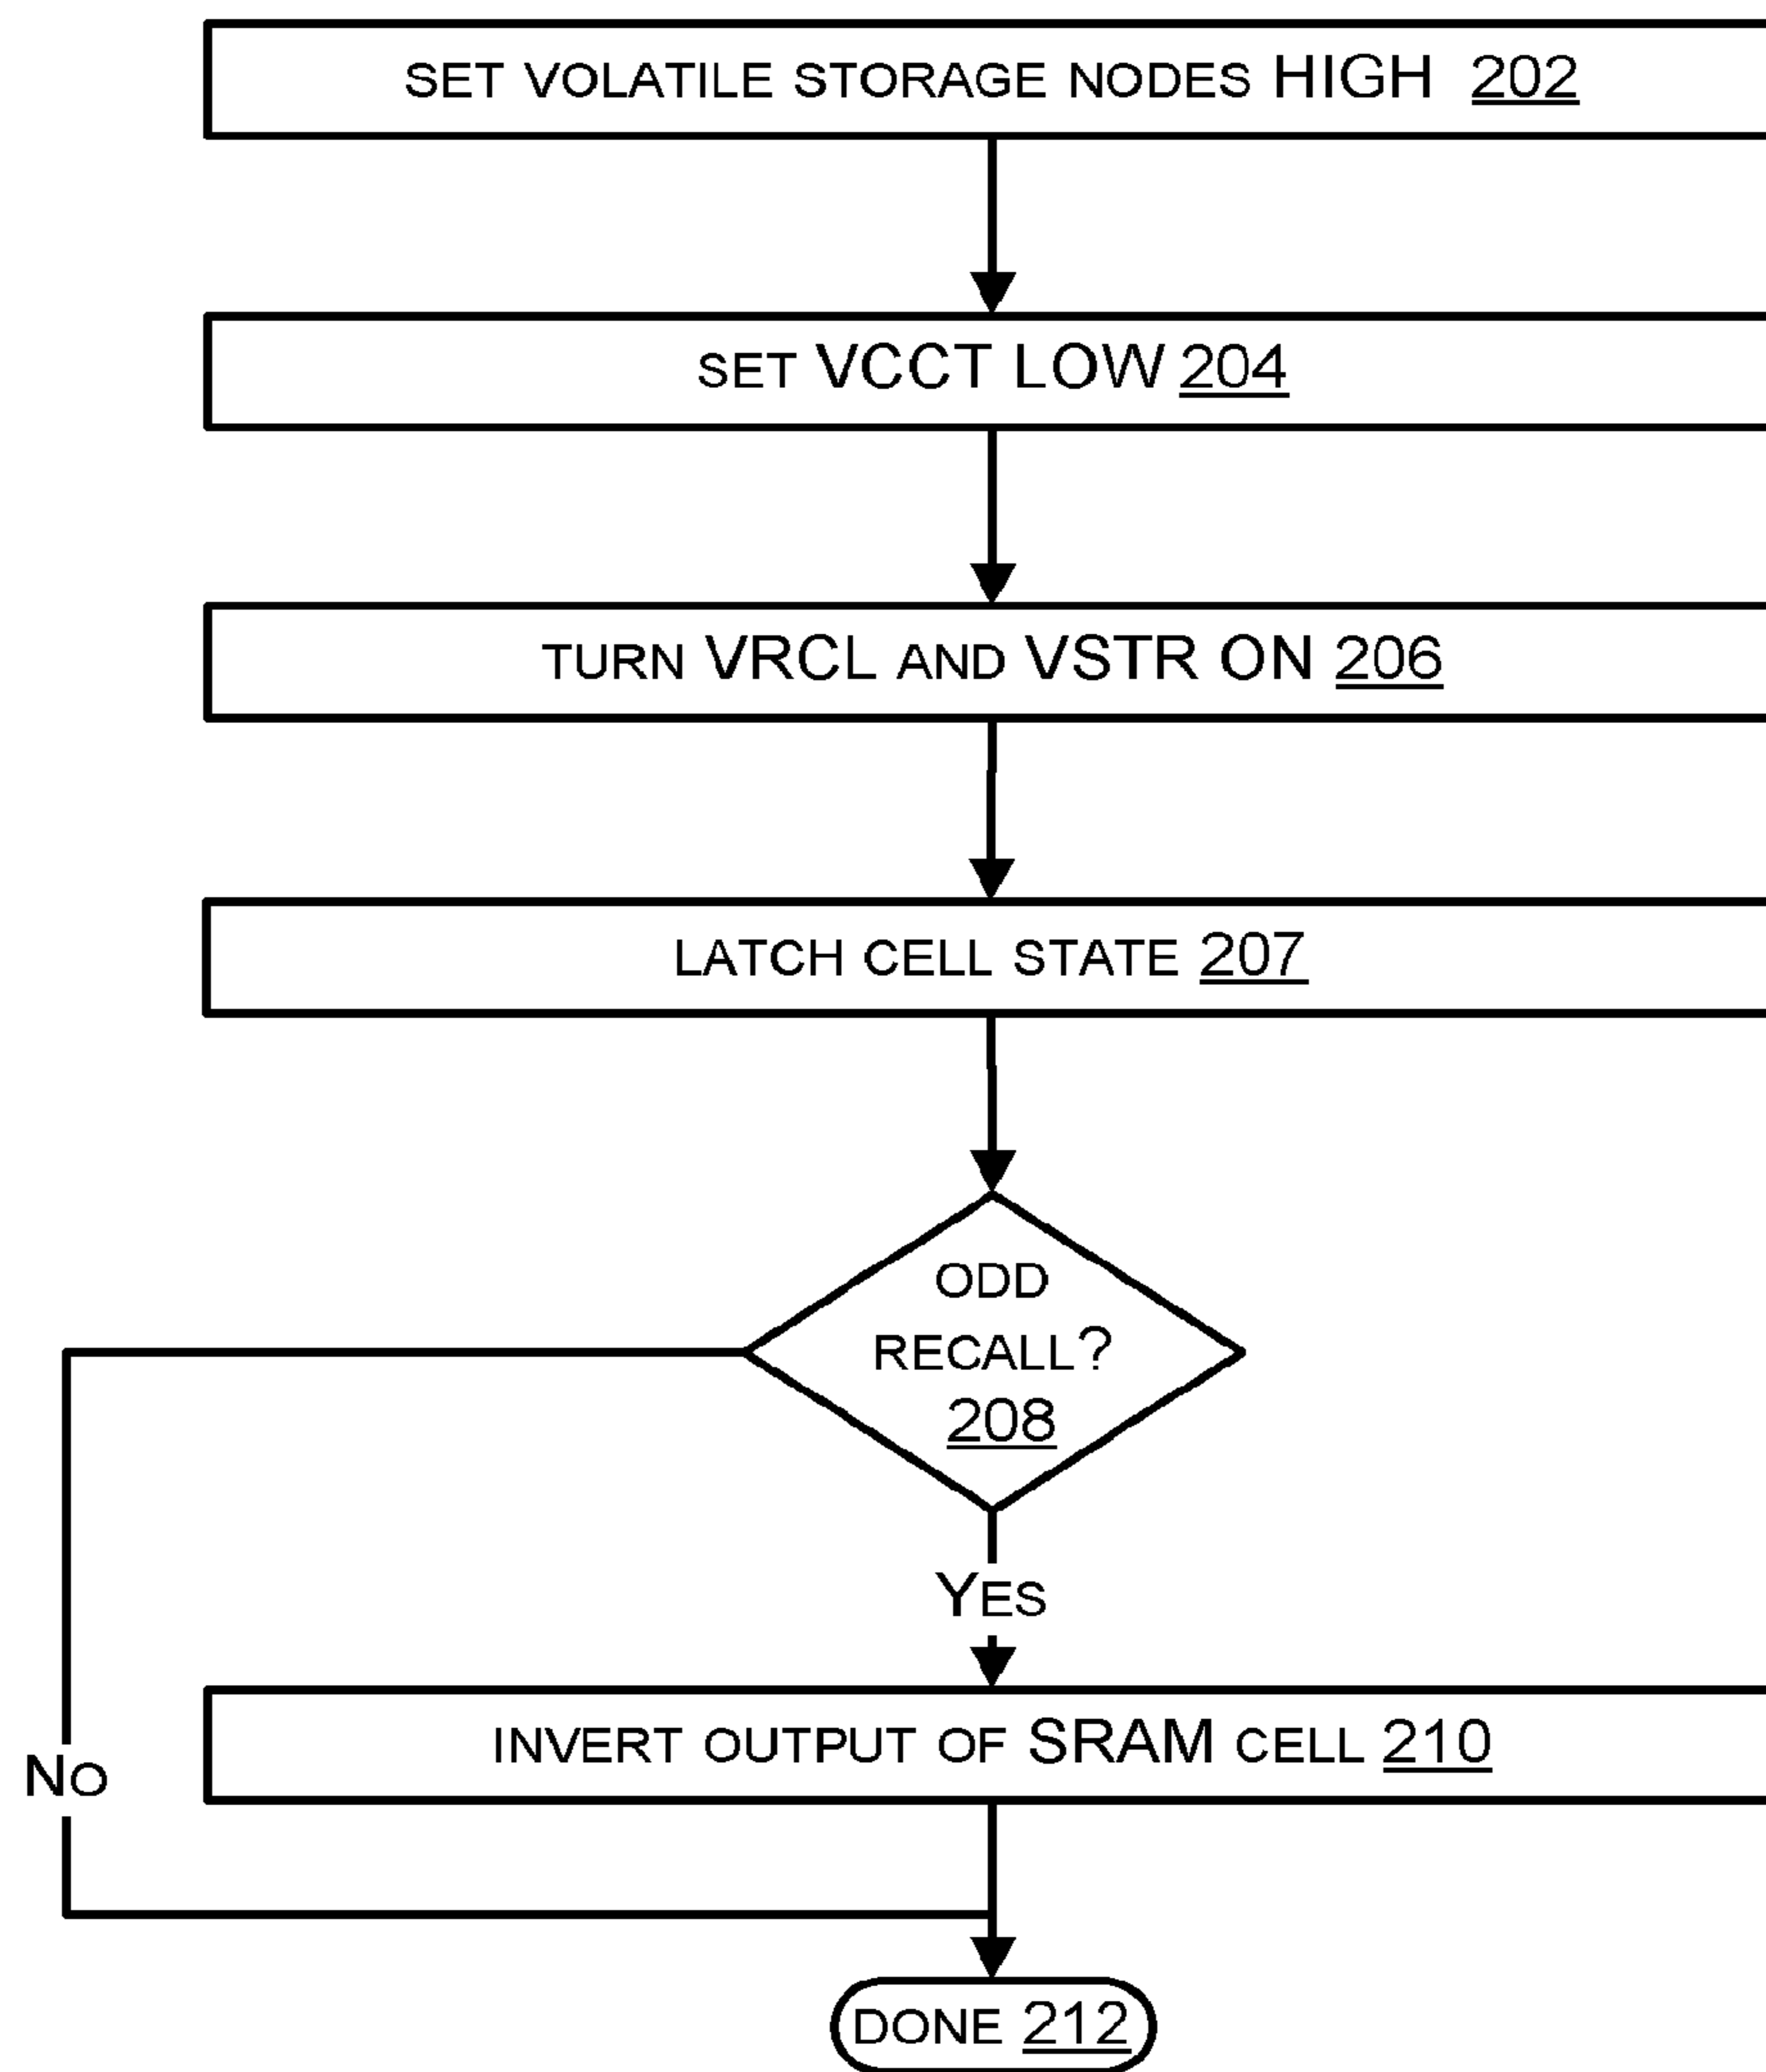 SET VOLATILE STORAGE NODES HIGH 202
SET VCCT LOW 204
TURN VRCL AND VSTR ON 206
LATCH CELL STATE 207
ODD
RECALL?
208
YES
INVERT OUTPUT OF SRAM CELL 210
NO
DONE 212